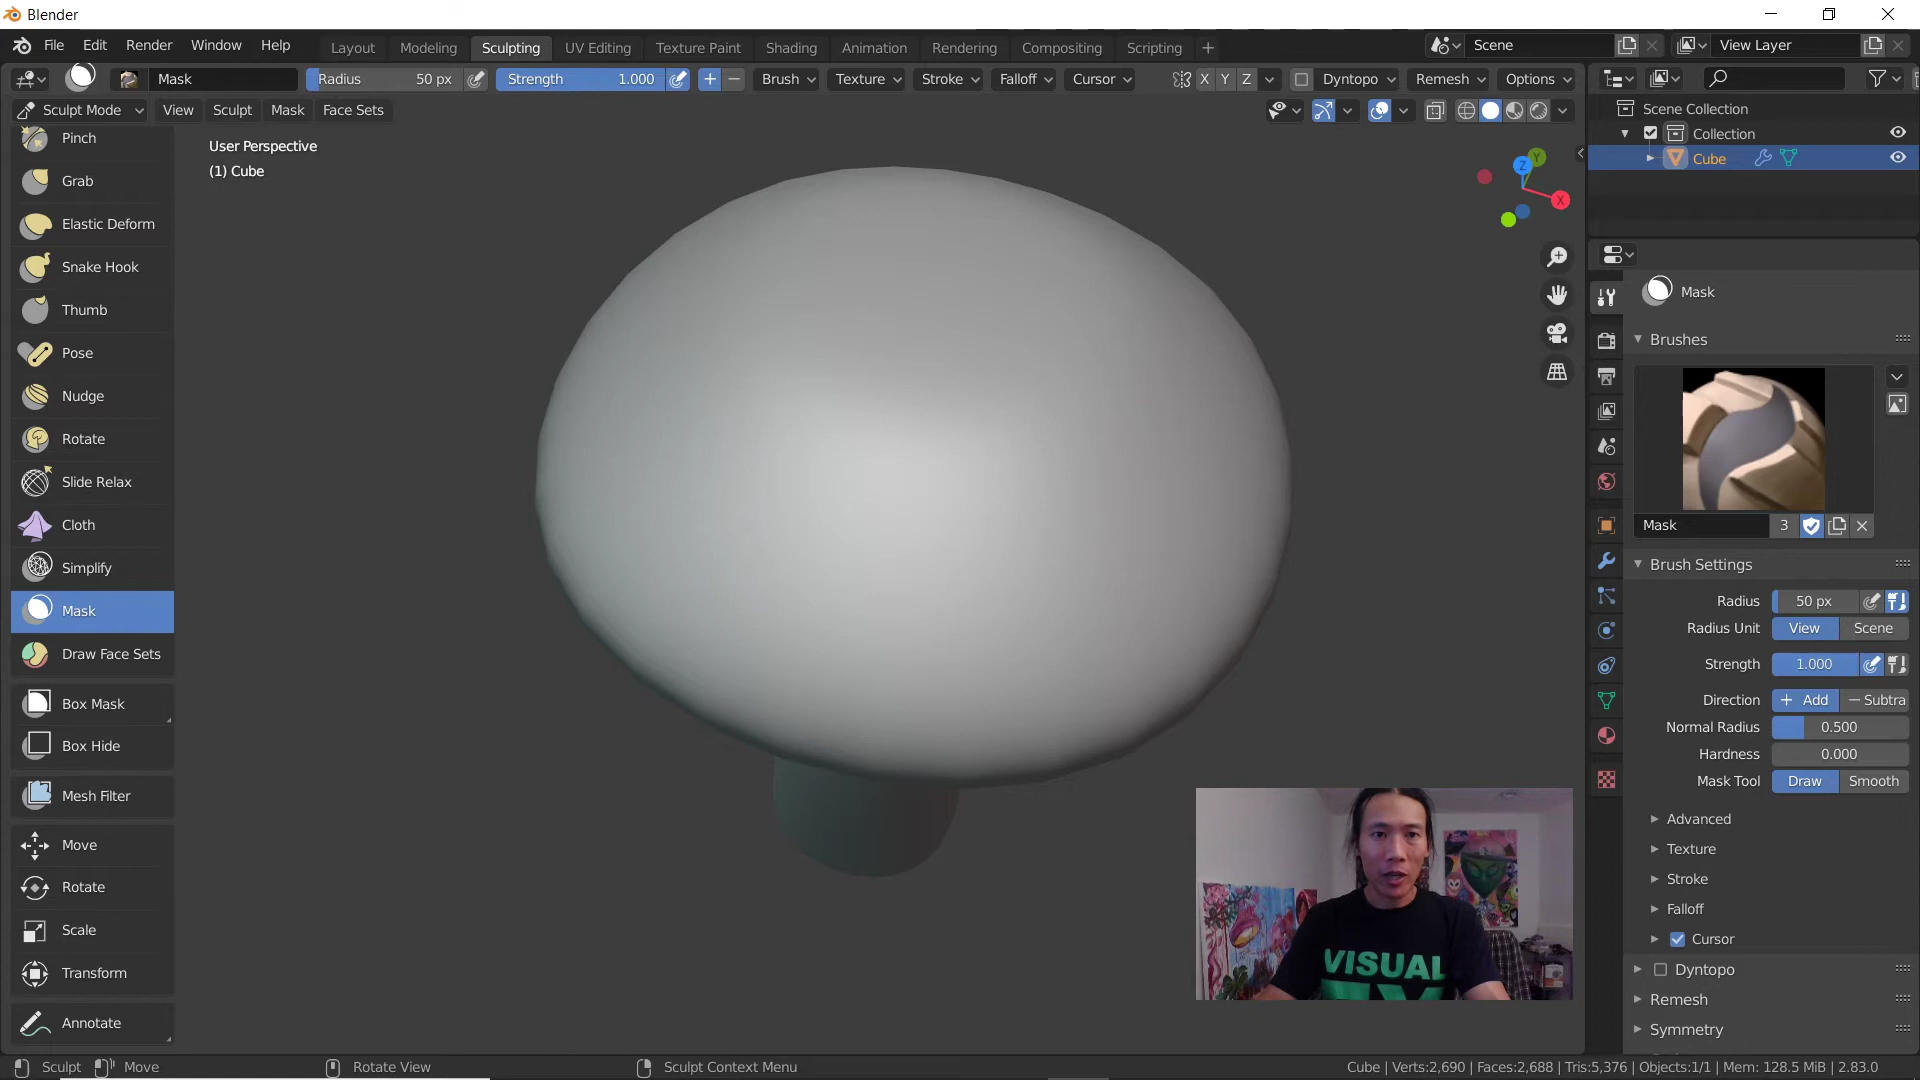 Blender
File Edit Render Window Help Layout Modeling Sculpting UV Editing Texture Paint Shading Animation Rendering Compositing Scripting + Scene View Layer
Mask Radius 50 px Strength 1.000 + − Brush Texture Stroke Falloff Cursor X Y Z Dyntopo Remesh Options
Sculpt Mode View Sculpt Mask Face Sets
User Perspective
(1) Cube
Z Y X
Pinch
Grab
Elastic Deform
Snake Hook
Thumb
Pose
Nudge
Rotate
Slide Relax
Cloth
Simplify
Mask
Draw Face Sets
Box Mask
Box Hide
Mesh Filter
Move
Rotate
Scale
Transform
Annotate
Scene Collection
Collection
Cube
Mask
Brushes
Mask 3
Brush Settings
Radius 50 px
Radius Unit View Scene
Strength 1.000
Direction + Add − Subtra
Normal Radius 0.500
Hardness 0.000
Mask Tool Draw Smooth
Advanced
Texture
Stroke
Falloff
Cursor
Dyntopo
Remesh
Symmetry
VISUAL
Sculpt Move Rotate View Sculpt Context Menu Cube | Verts:2,690 | Faces:2,688 | Tris:5,376 | Objects:1/1 | Mem: 128.5 MiB | 2.83.0